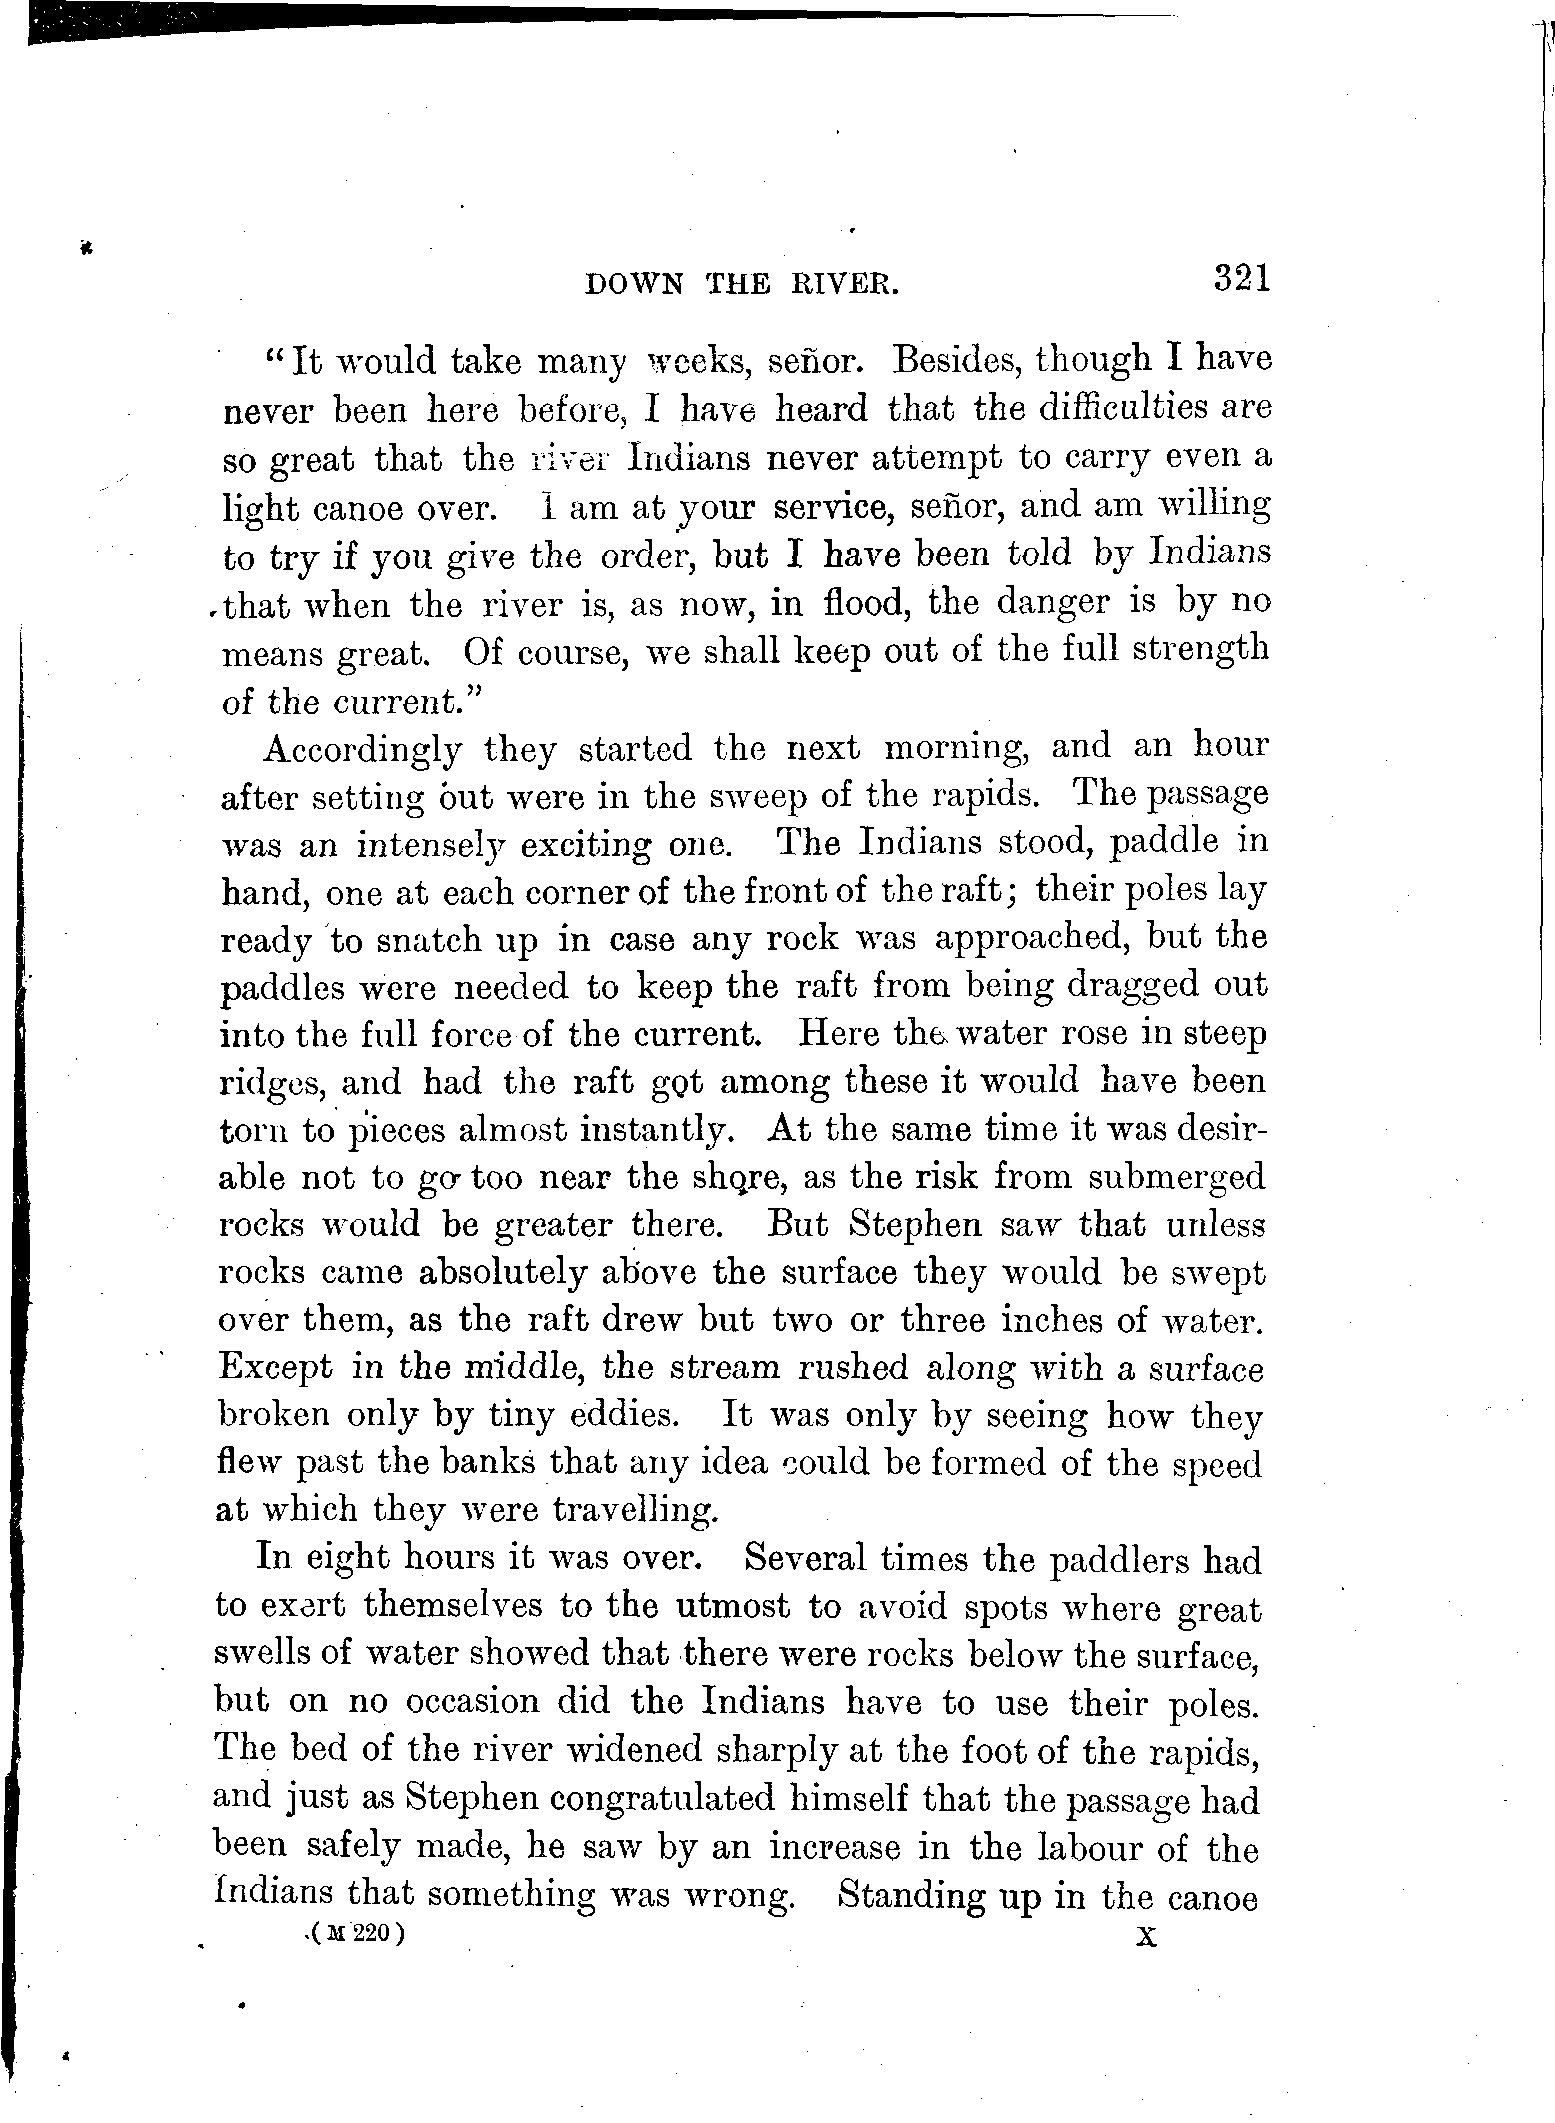 DOWN THE RIVER. 321
"It would take many weeks, señor. Besides, though I have
never been here before, I have heard that the difficulties are
so great that the river Indians never attempt to carry even a
light canoe over. I am at your service, señor, and am willing
to try if you give the order, but I have been told by Indians
that when the river is, as now, in flood, the danger is by no
means great. Of course, we shall keep out of the full strength
of the current."
Accordingly they started the next morning, and an hour
after setting out were in the sweep of the rapids. The passage
was an intensely exciting one. The Indians stood, paddle in
hand, one at each corner of the front of the raft; their poles lay
ready to snatch up in case any rock was approached, but the
paddles were needed to keep the raft from being dragged out
into the full force of the current. Here the water rose in steep
ridges, and had the raft got among these it would have been
torn to pieces almost instantly. At the same time it was desir-
able not to go too near the shore, as the risk from submerged
rocks would be greater there. But Stephen saw that unless
rocks came absolutely above the surface they would be swept
over them, as the raft drew but two or three inches of water.
Except in the middle, the stream rushed along with a surface
broken only by tiny eddies. It was only by seeing how they
flew past the banks that any idea could be formed of the speed
at which they were travelling.
In eight hours it was over. Several times the paddlers had
to exert themselves to the utmost to avoid spots where great
swells of water showed that there were rocks below the surface,
but on no occasion did the Indians have to use their poles.
The bed of the river widened sharply at the foot of the rapids,
and just as Stephen congratulated himself that the passage had
been safely made, he saw by an increase in the labour of the
Indians that something was wrong. Standing up in the canoe
(M 220) X